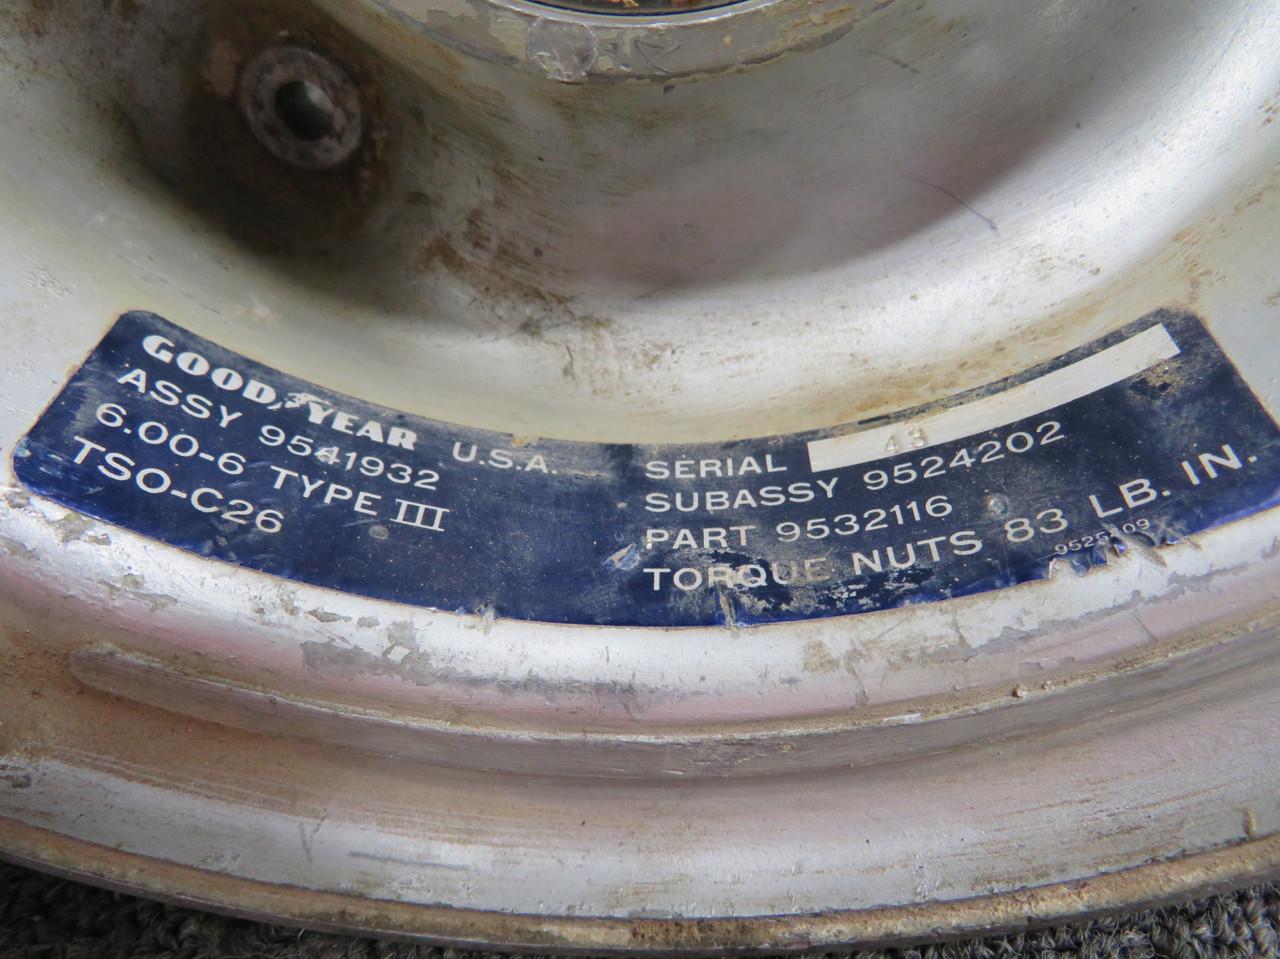 GOODYEAR U.S.A.
ASSY 9541932
6.00-6 TYPE III
TSO-C26
SERIAL 43
SUBASSY 9524202
PART 9532116
TORQUE NUTS 83 LB. IN.